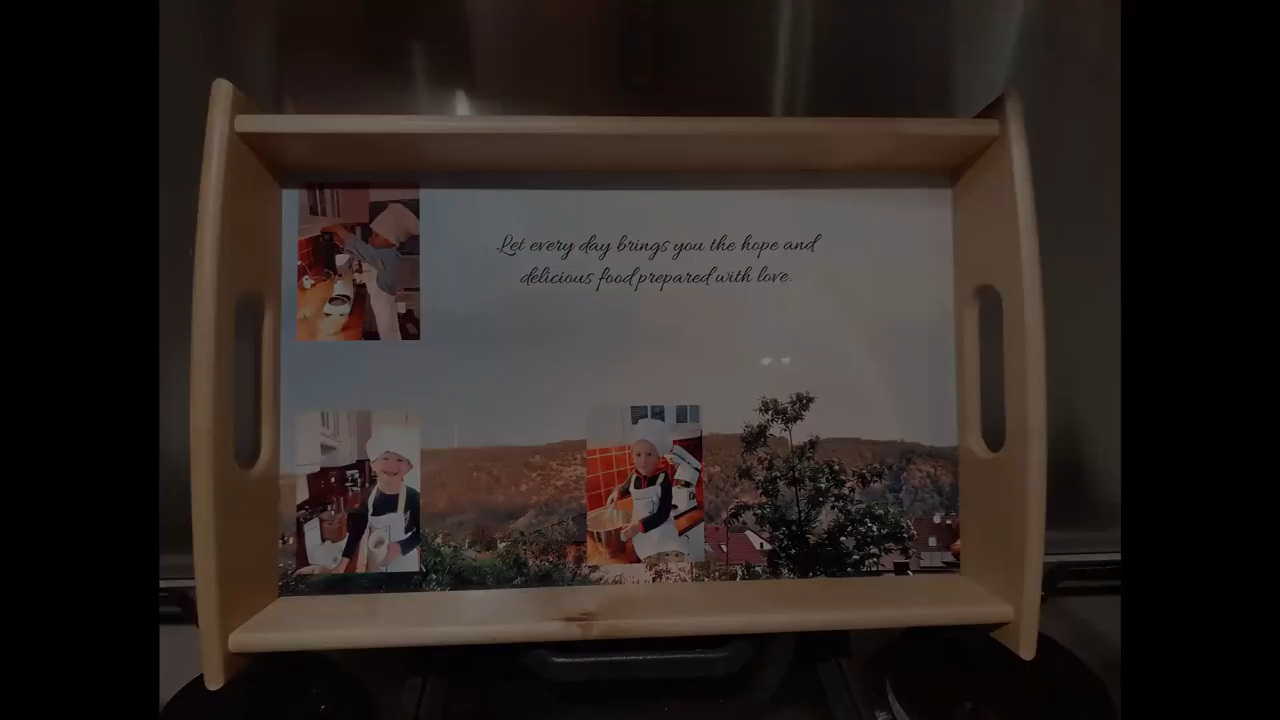 Let every day brings you the hope and
delicious food prepared with love.